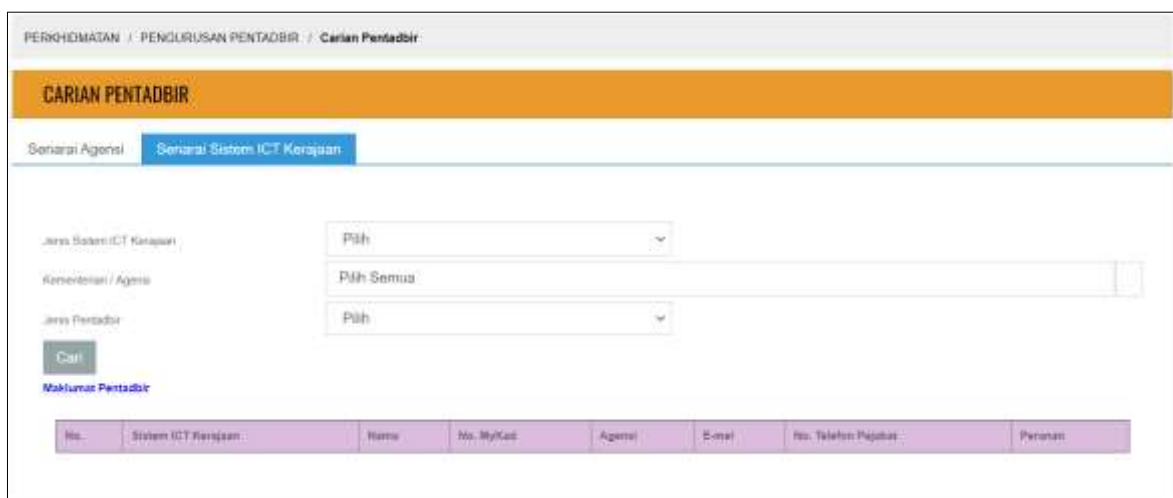 PERKHIDMATAN / PENGURUSAN PENTADBIR / Carian Pentadbir
CARIAN PENTADBIR
Senarai Agensi Senarai Sistem ICT Kerajaan
Jenis Sistem ICT Kerajaan Pilih
Kementerian / Agensi Pilih Semua
Jenis Pentadbir Pilih
Cari
Maklumat Pentadbir
No. Sistem ICT Kerajaan Nama No. MyKad Agensi E-mel No. Telefon Pejabat Peranan